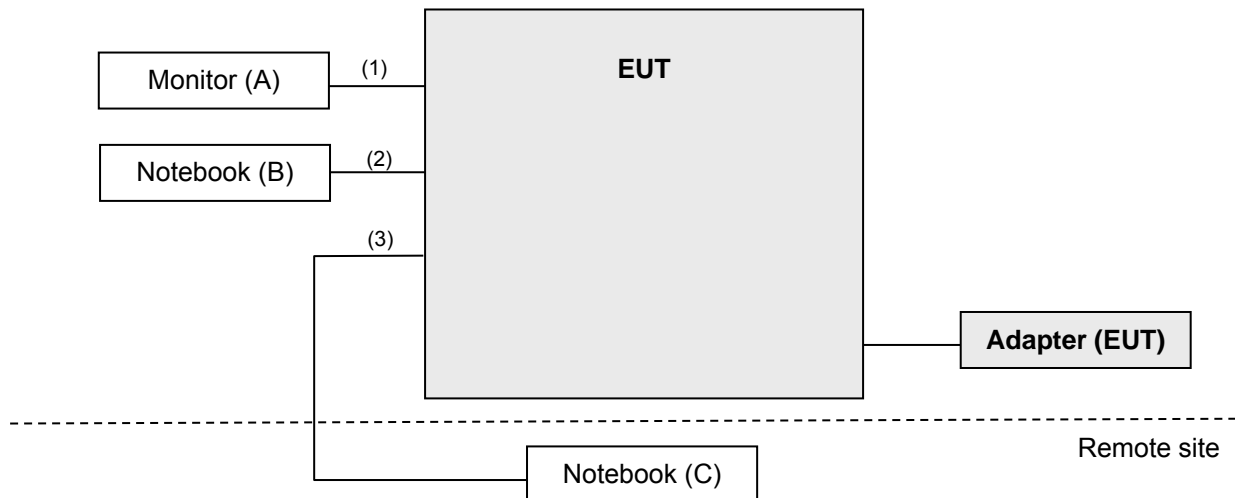 EUT
Monitor (A)
(1)
Notebook (B)
(2)
(3)
Adapter (EUT)
Remote site
Notebook (C)